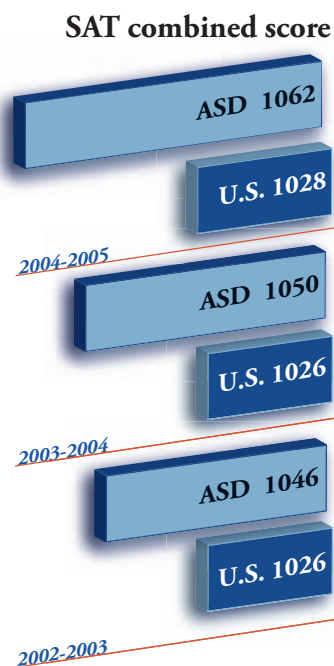 SAT combined score
ASD 1062
U.S. 1028
2004-2005
ASD 1050
U.S. 1026
2003-2004
ASD 1046
U.S. 1026
2002-2003